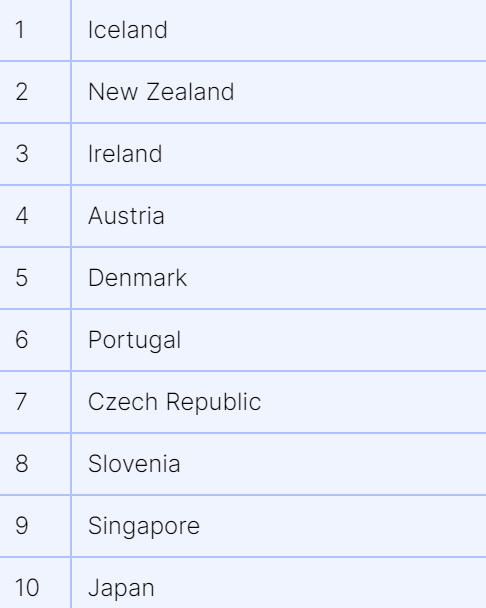 1 Iceland
2 New Zealand
3 Ireland
4 Austria
5 Denmark
6 Portugal
7 Czech Republic
8 Slovenia
9 Singapore
10 Japan